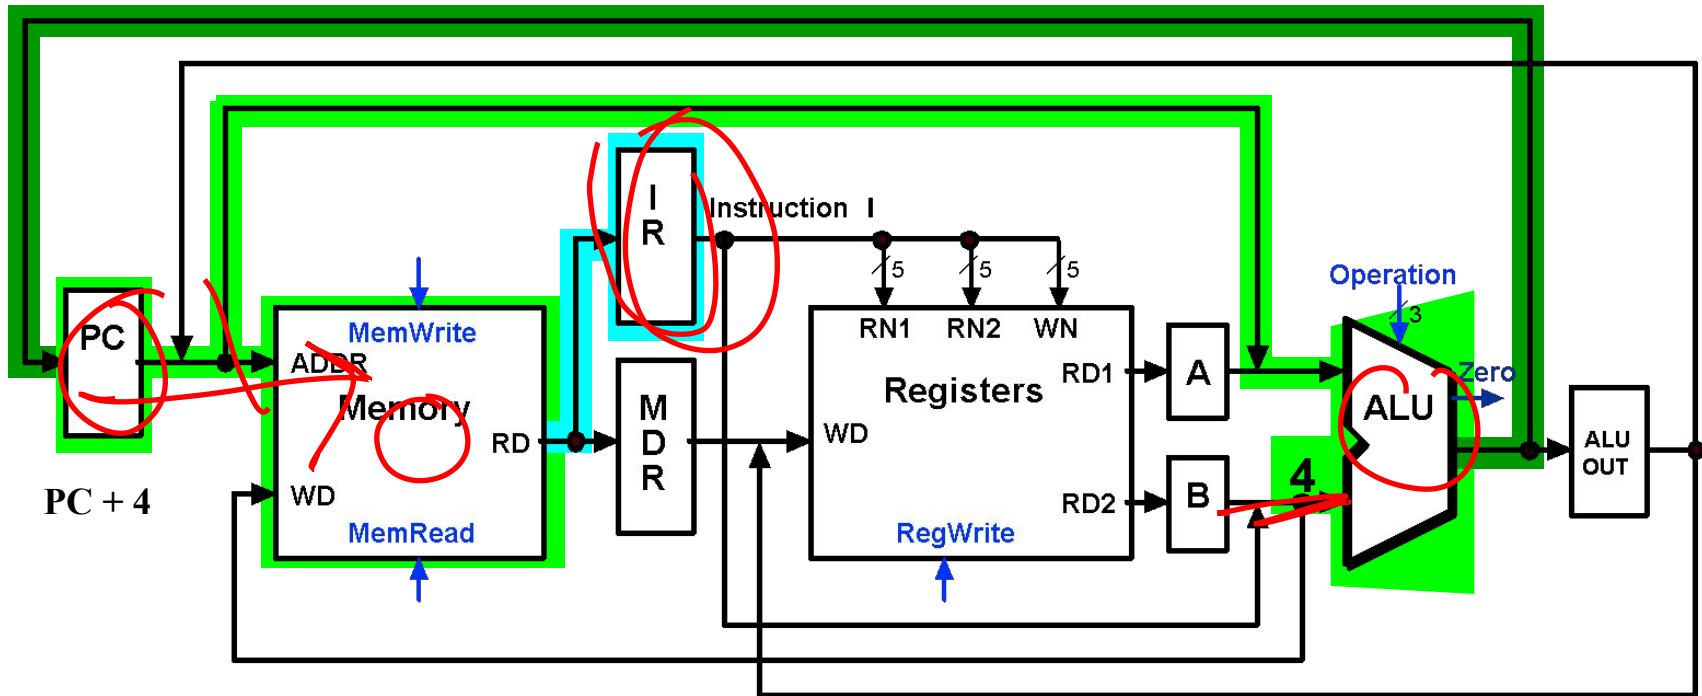 I
R
Instruction I
5
5
5
Operation
3
PC
MemWrite
RN1
RN2
WN
ADDR
Memory
RD1
A
Zero
Registers
ALU
M
D
R
RD
WD
ALU
OUT
4
PC + 4
WD
RD2
B
MemRead
RegWrite